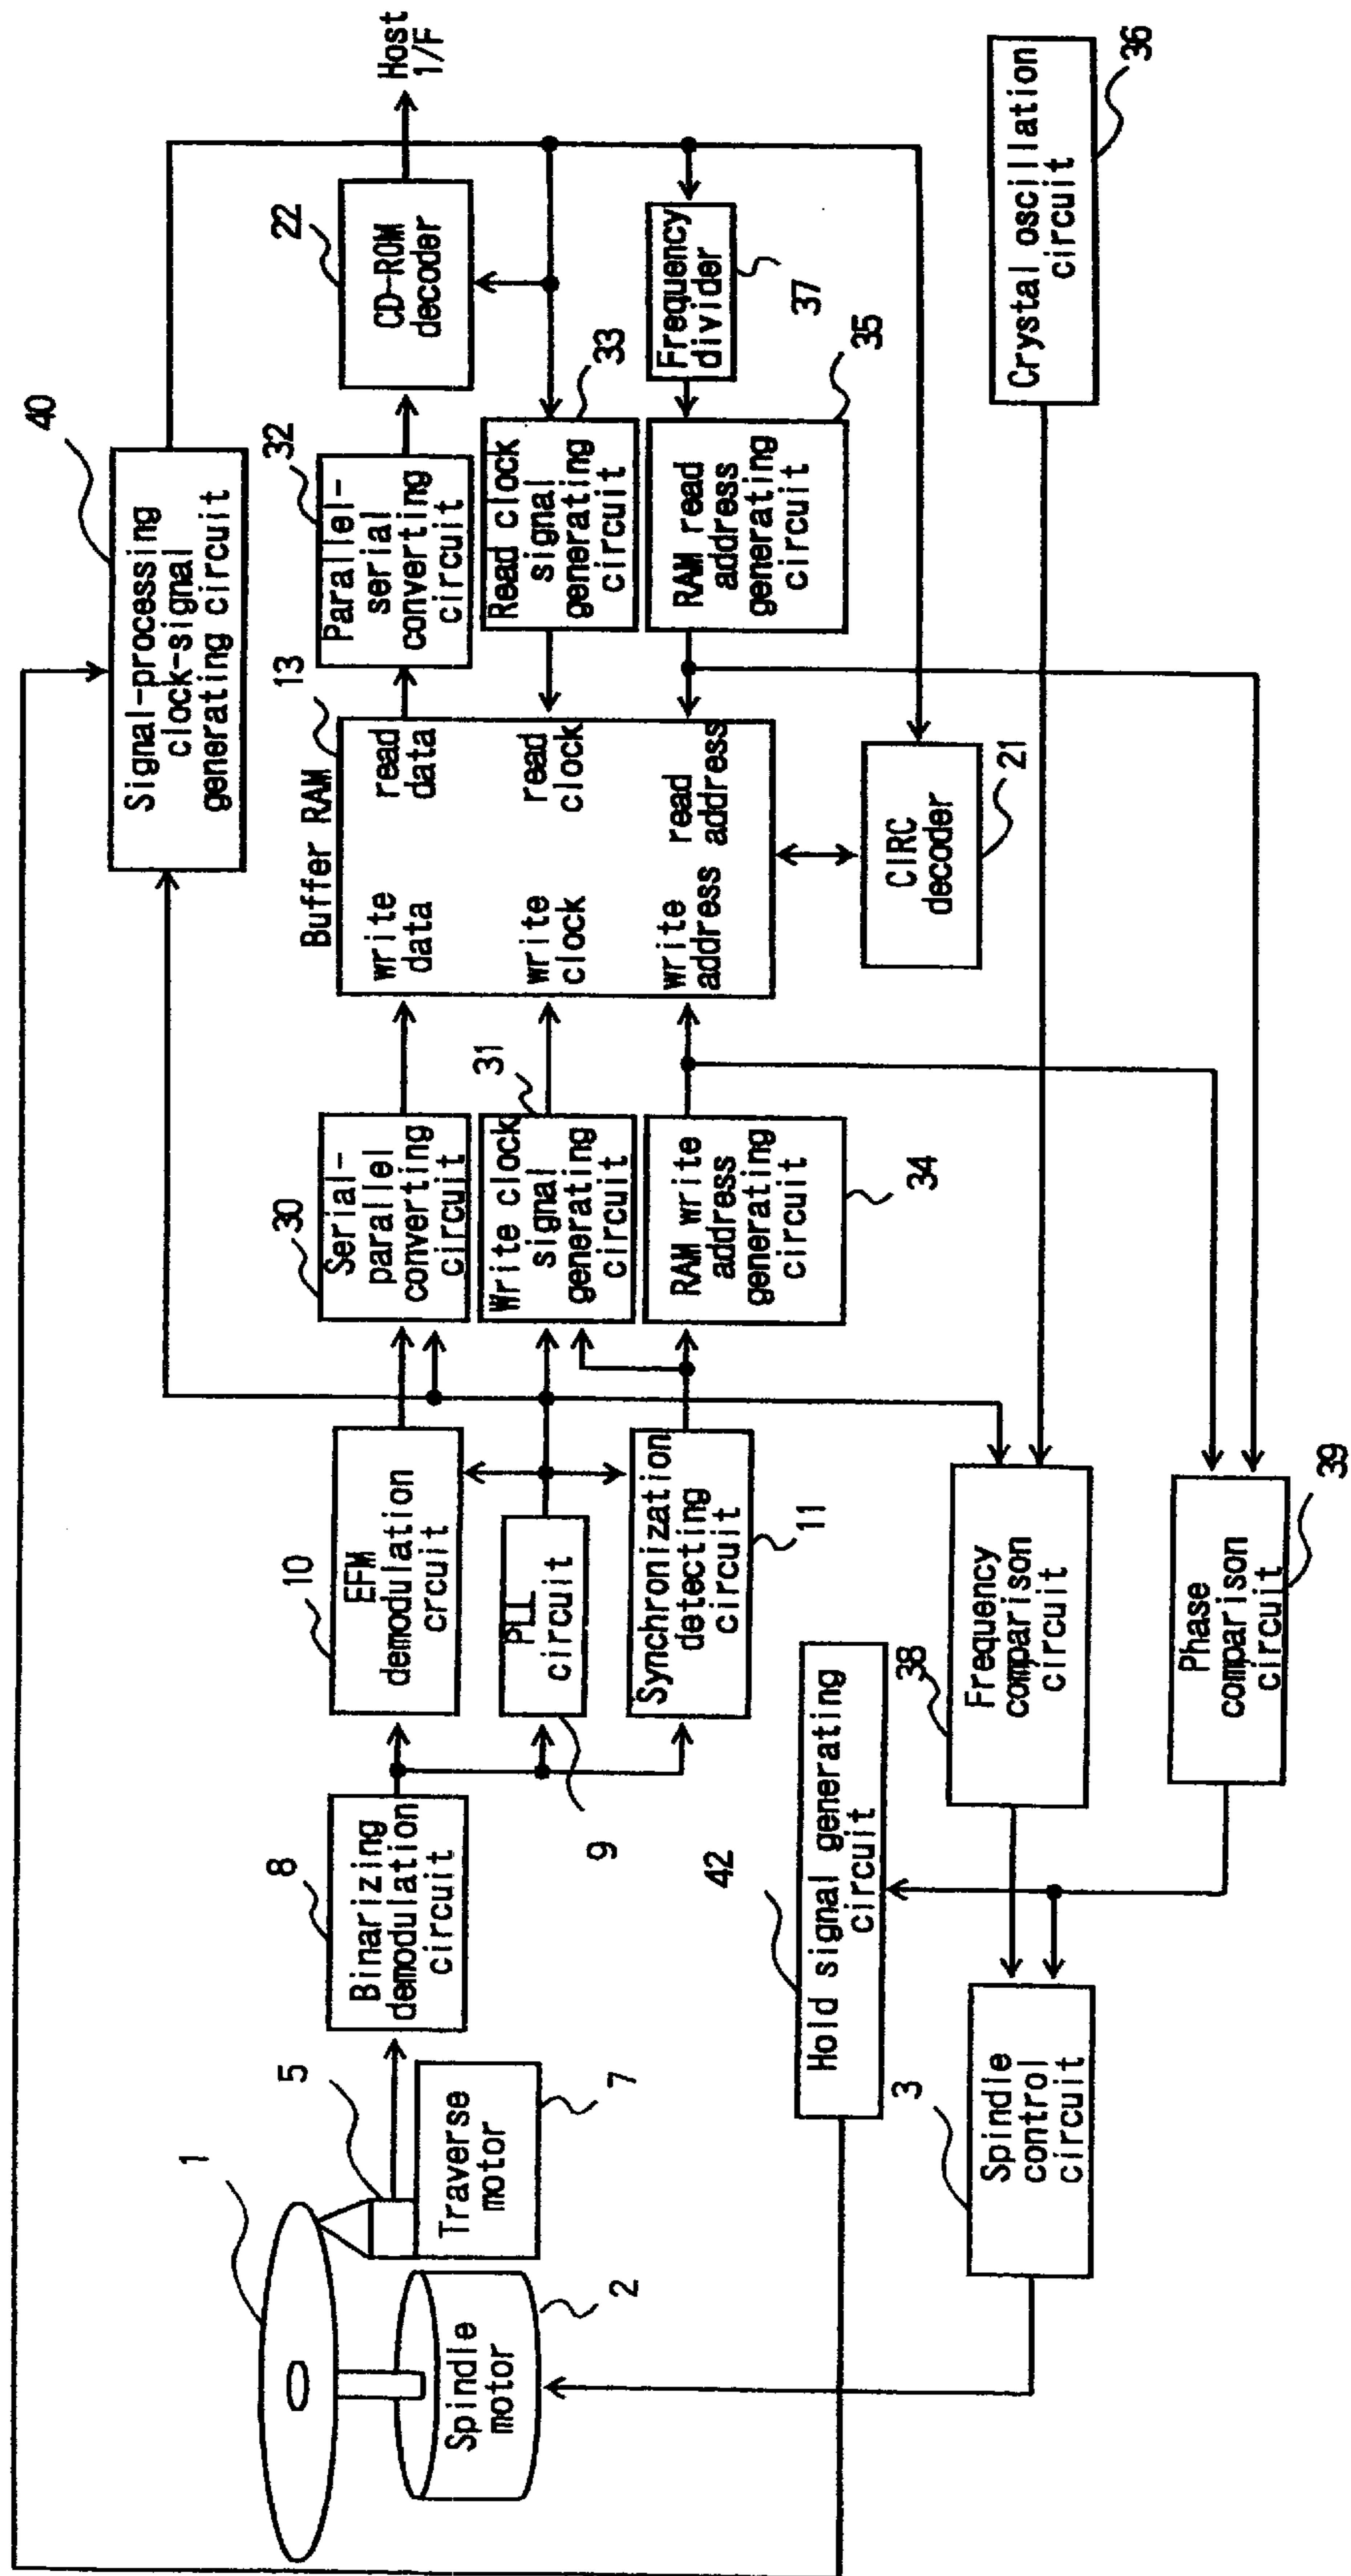 40
Signal-processing
clock-signal
generating circuit
1
5
Traverse
motor
7
Spindle
motor
2
8
Binarizing
demodulation
circuit
10
EFM
demodulation
crcuit
PLL
circuit
9
Synchronization
detecting
circuit
11
30
Serial-
parallel
converting
circuit
31
Write clock
signal
generating
circuit
RAM write
address
generating
circuit
34
Buffer RAM
13
write
data
read
data
write
clock
read
clock
write
address
read
address
32
Parallel-
serial
converting
circuit
22
CD-ROM
decoder
Host
1/F
33
Read clock
signal
generating
circuit
Frequency
divider
37
RAM read
address
generating
circuit
35
CIRC
decoder
21
Crystal oscillation
circuit
36
42
Hold signal generating
circuit
3
Spindle
control
circuit
38
Frequency
comparison
circuit
Phase
comparison
circuit
39